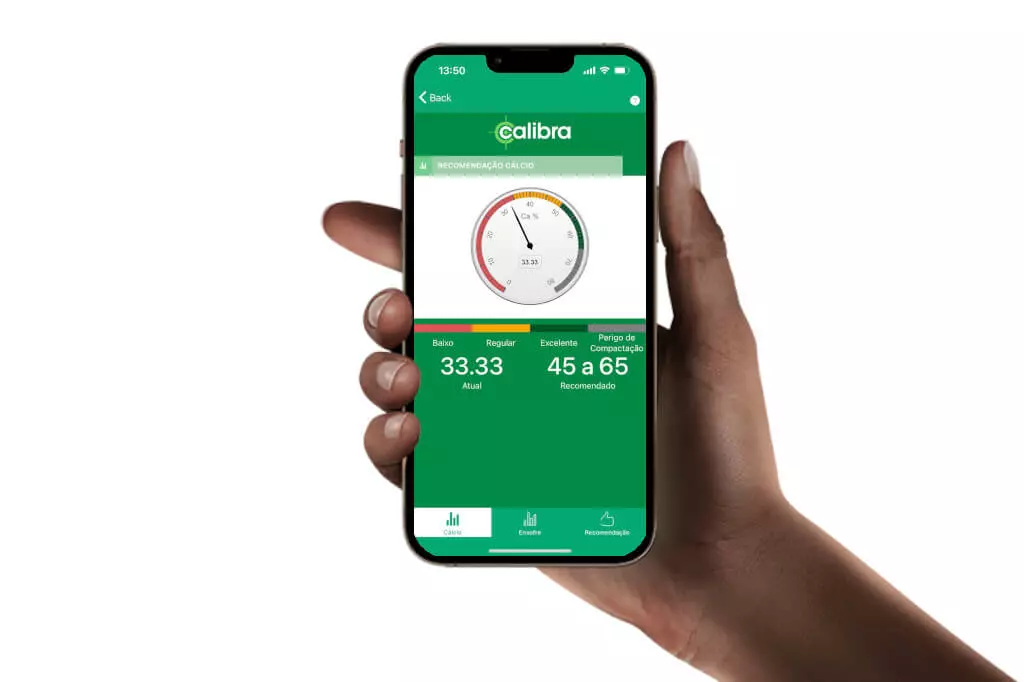 13:50
Back
?
calibra
RECOMENDAÇÃO CÁLCIO
0
10
20
30
40
50
60
70
80
Ca %
33.33
Baixo
Regular
Excelente
Perigo de
Compactação
33.33
45 a 65
Atual
Recomendado
Cálcio
Enxofre
Recomendação